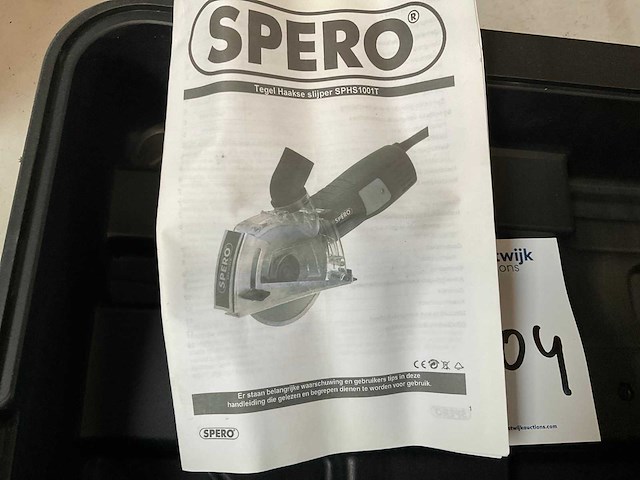 SPERO®
Tegel Haakse slijper SPHS1001T
SPERO
SPERO
Er staan belangrijke waarschuwing en gebruikers tips in deze
handleiding die gelezen en begrepen dienen te worden voor gebruik.
SPERO
04